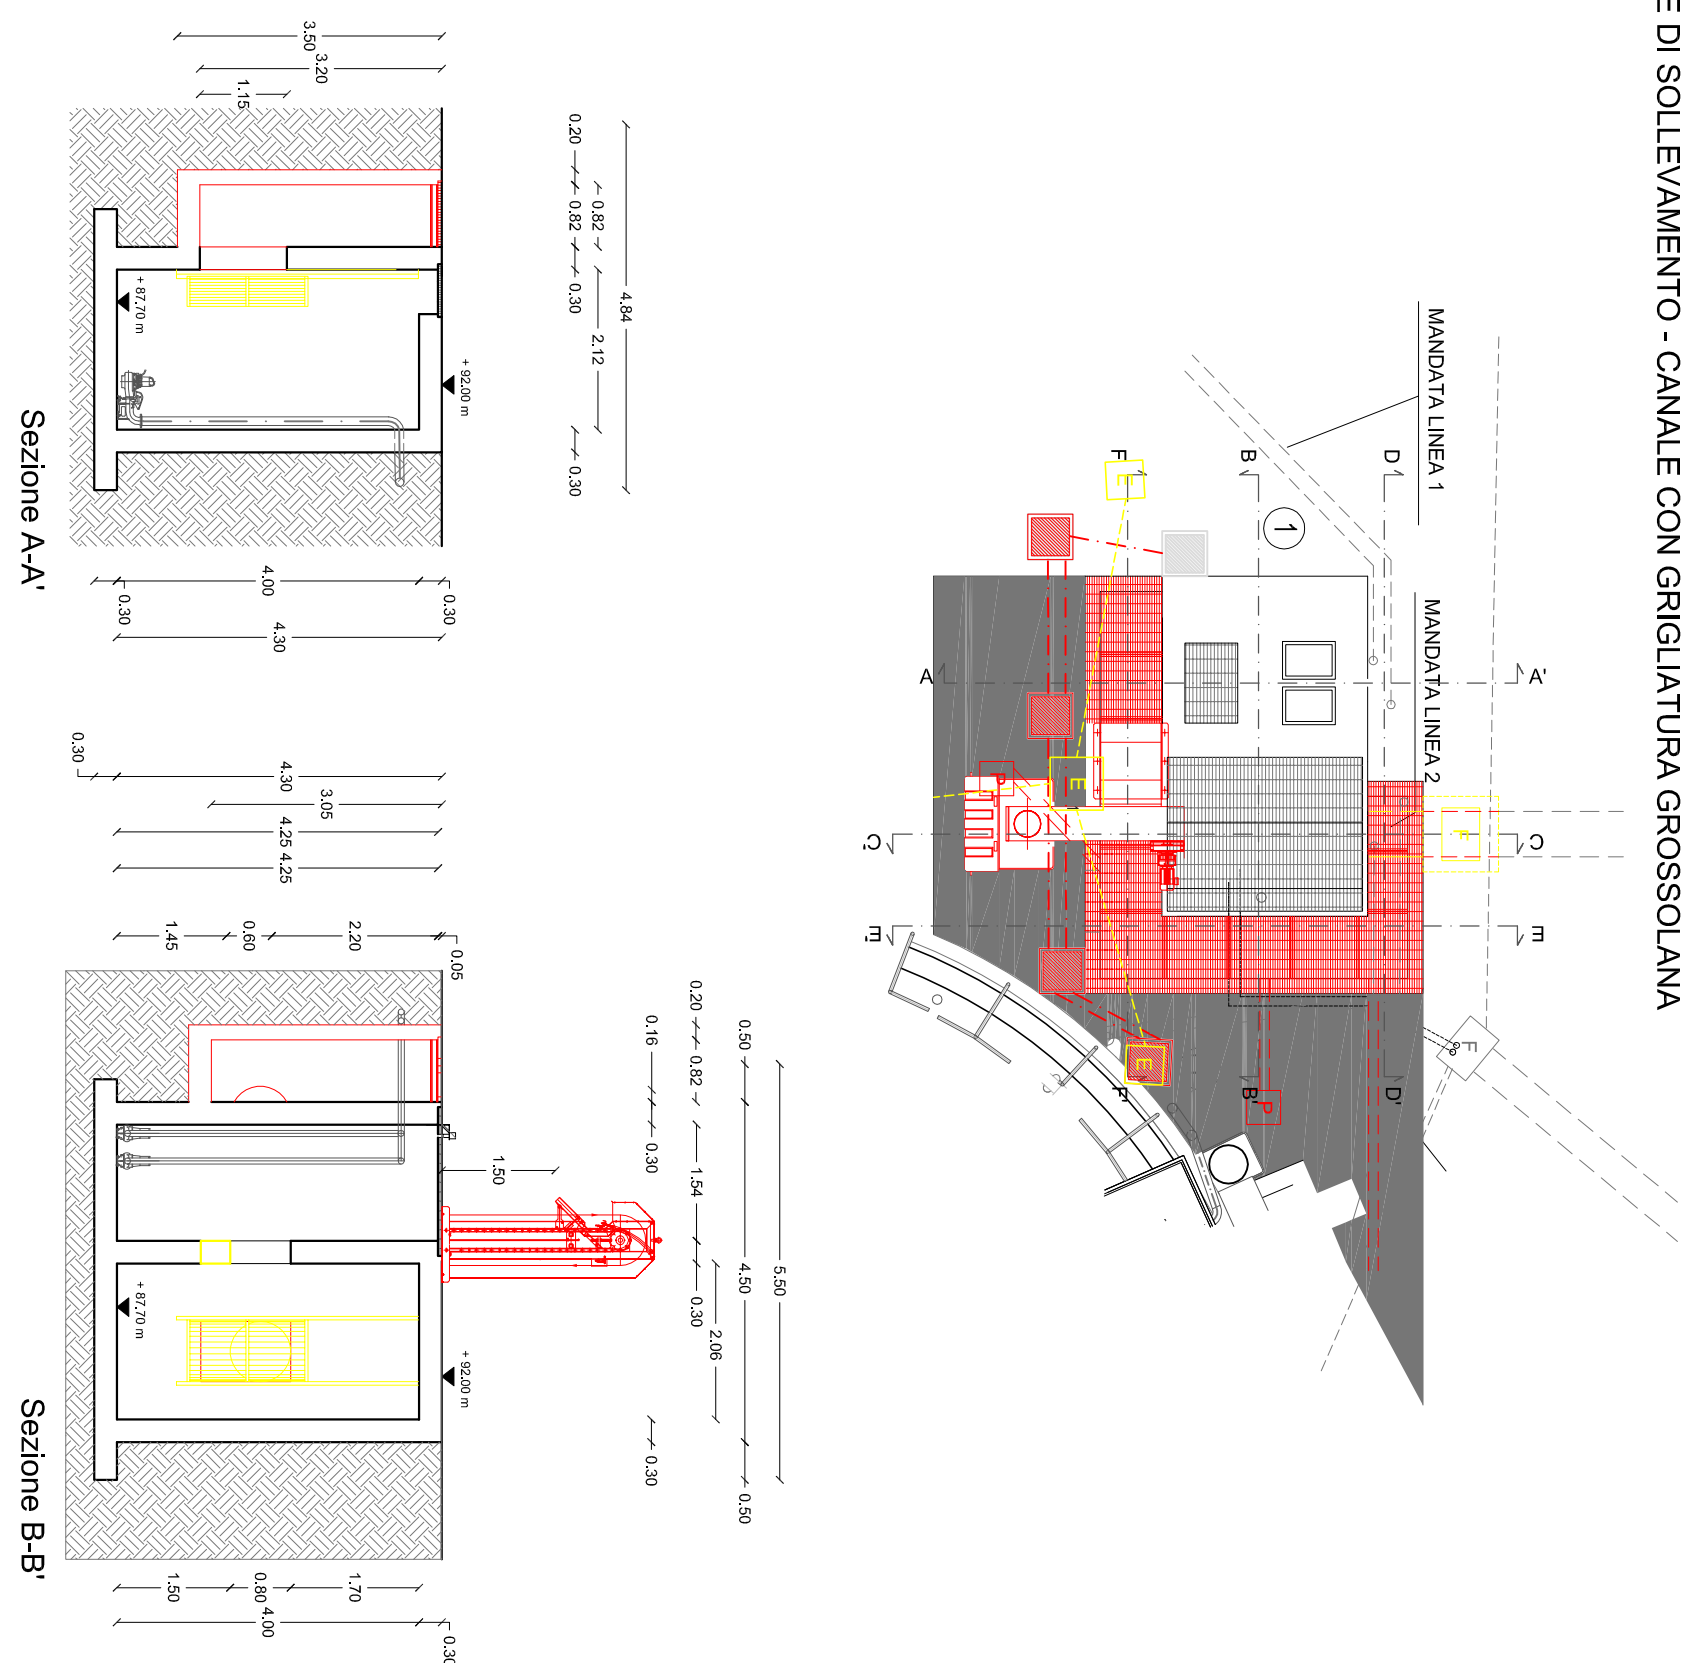 E DI SOLLEVAMENTO - CANALE CON GRIGLIATURA GROSSOLANA
MANDATA LINEA 1
MANDATA LINEA 2
1
F
E
B
D
A
A'
E
1
P
C'
C
F
E'
E
F
E
F'
B'
P
D'
3.50
3.20
1.15
4.84
0.82
2.12
0.20
0.82
0.30
0.30
+ 92.00 m
+ 87.70 m
0.30
4.00
0.30
4.30
Sezione A-A'
0.30
4.30
3.05
4.25
4.25
1.45
0.60
2.20
0.05
5.50
0.50
4.50
0.50
2.06
0.20
0.82
1.54
0.30
0.16
0.30
0.30
1.50
+ 92.00 m
+ 87.70 m
1.50
0.80
1.70
4.00
0.30
Sezione B-B'